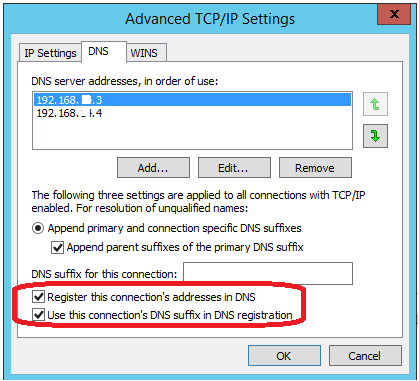 Advanced TCP/IP Settings
x
IP Settings DNS WINS
DNS server addresses, in order of use:
192.168. .3
192.168. .4
Add... Edit... Remove
The following three settings are applied to all connections with TCP/IP
enabled. For resolution of unqualified names:
Append primary and connection specific DNS suffixes
Append parent suffixes of the primary DNS suffix
DNS suffix for this connection:
Register this connection's addresses in DNS
Use this connection's DNS suffix in DNS registration
OK Cancel